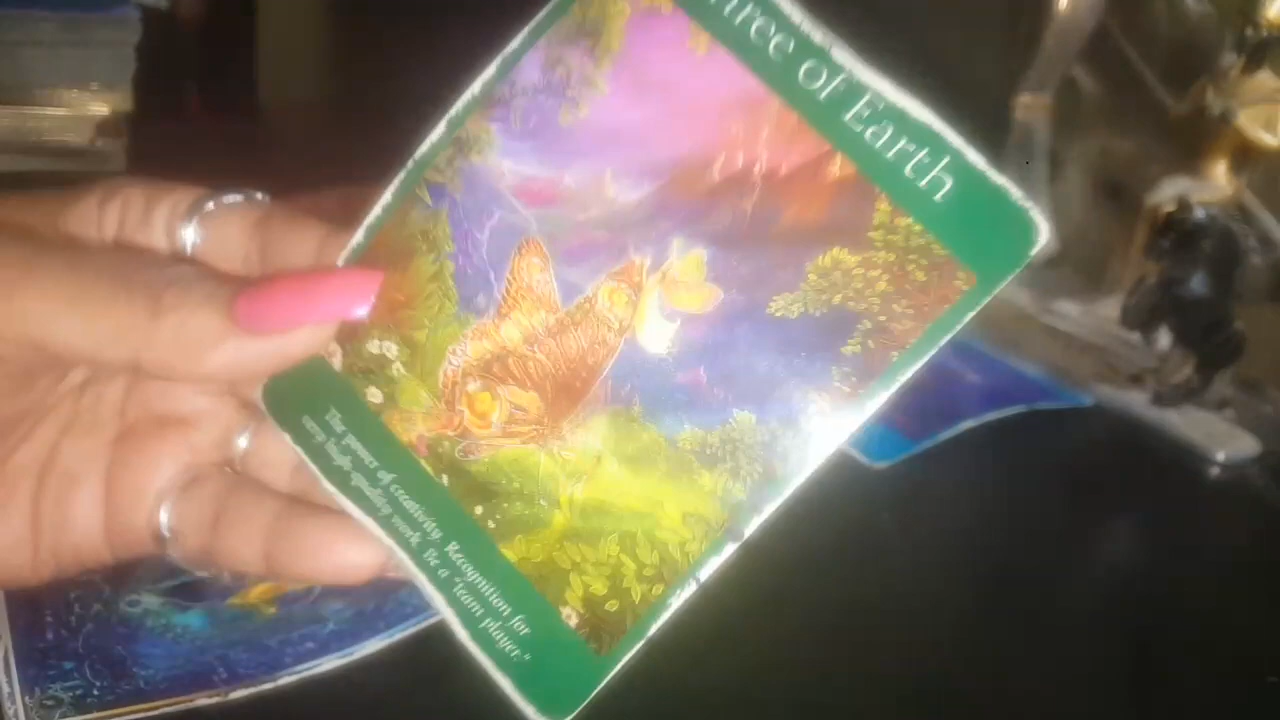 Three of Earth
The power of creativity. Recognition for
very high-quality work. Be a "team player."